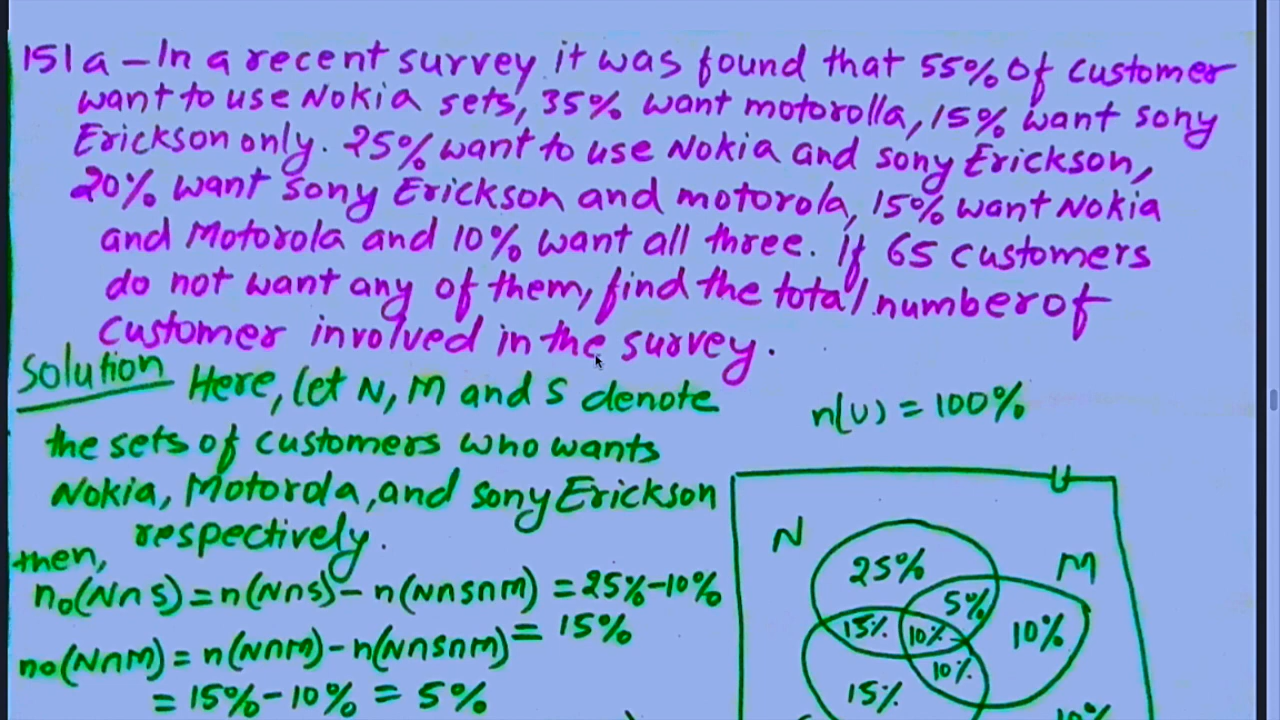 151a – In a recent survey it was found that 55% of customer
want to use Nokia sets, 35% want motorolla, 15% want sony
Erickson only. 25% want to use Nokia and sony Erickson,
20% want sony Erickson and motorola, 15% want Nokia
and Motorola and 10% want all three. If 65 customers
do not want any of them, find the total number of
customer involved in the survey.
Solution Here, let N, M and S denote
n(U) = 100%
the sets of customers who wants
Nokia, Motorola, and sony Erickson
respectively.
then,
n₀(N∩S) = n(N∩S) – n(N∩S∩M) = 25% – 10%
= 15%
n₀(N∩M) = n(N∩M) – n(N∩S∩M)
= 15% – 10% = 5%
U
N
25%
M
5%
15% 10% 10%
10%
15%
10%